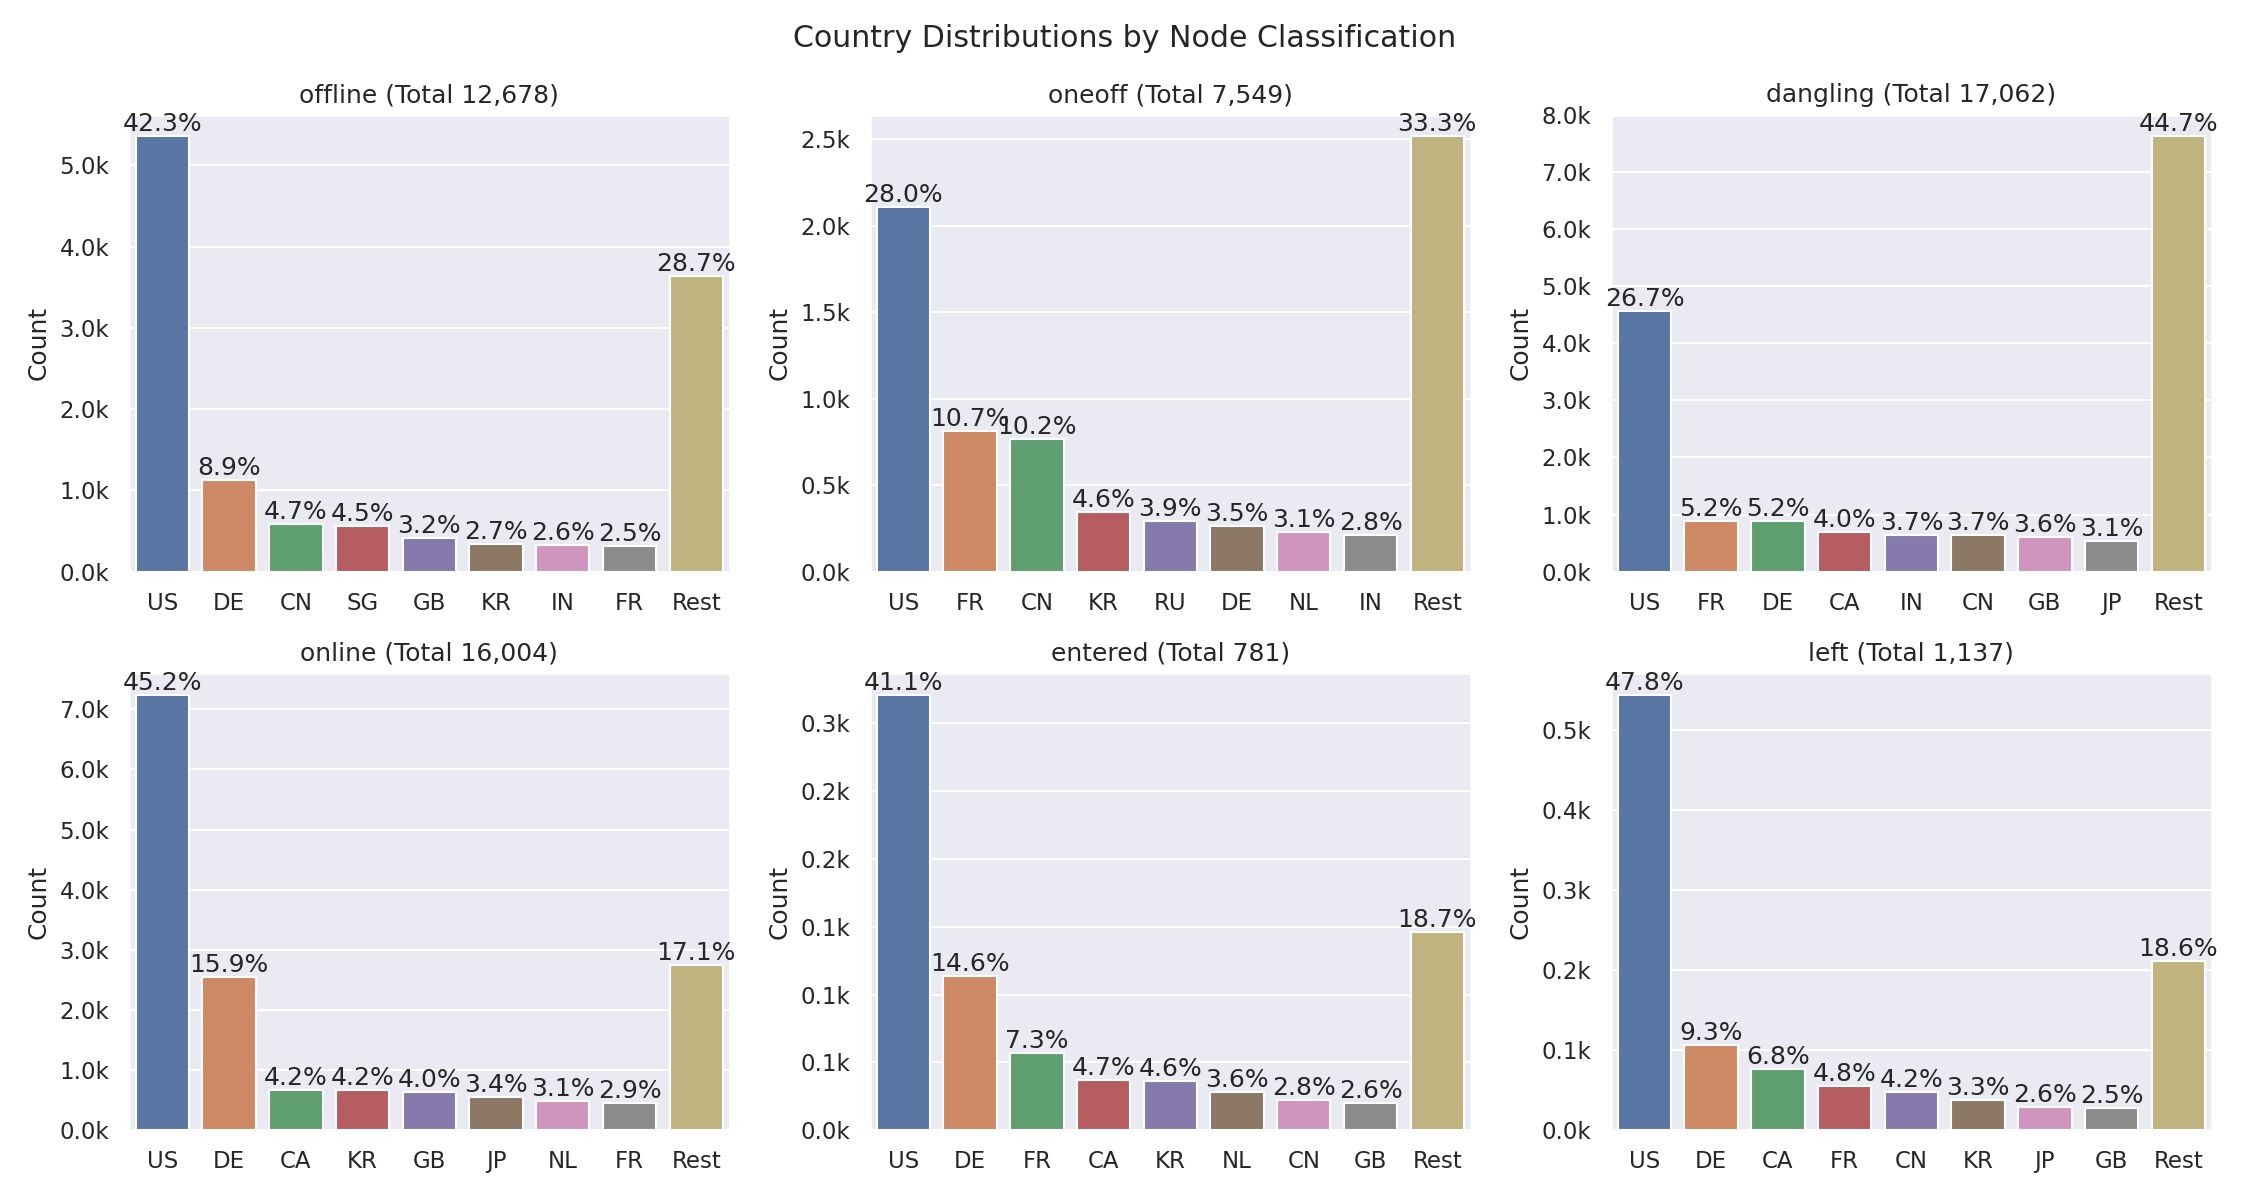 Country Distributions by Node Classification
offline (Total 12,678)
Count
5.0k
4.0k
3.0k
2.0k
1.0k
0.0k
42.3%
8.9%
4.7%
4.5%
3.2%
2.7%
2.6%
2.5%
28.7%
US DE CN SG GB KR IN FR Rest
oneoff (Total 7,549)
Count
2.5k
2.0k
1.5k
1.0k
0.5k
0.0k
28.0%
10.7%
10.2%
4.6%
3.9%
3.5%
3.1%
2.8%
33.3%
US FR CN KR RU DE NL IN Rest
dangling (Total 17,062)
Count
8.0k
7.0k
6.0k
5.0k
4.0k
3.0k
2.0k
1.0k
0.0k
26.7%
5.2%
5.2%
4.0%
3.7%
3.7%
3.6%
3.1%
44.7%
US FR DE CA IN CN GB JP Rest
online (Total 16,004)
Count
7.0k
6.0k
5.0k
4.0k
3.0k
2.0k
1.0k
0.0k
45.2%
15.9%
4.2%
4.2%
4.0%
3.4%
3.1%
2.9%
17.1%
US DE CA KR GB JP NL FR Rest
entered (Total 781)
Count
0.3k
0.2k
0.2k
0.1k
0.1k
0.1k
0.0k
41.1%
14.6%
7.3%
4.7%
4.6%
3.6%
2.8%
2.6%
18.7%
US DE FR CA KR NL CN GB Rest
left (Total 1,137)
Count
0.5k
0.4k
0.3k
0.2k
0.1k
0.0k
47.8%
9.3%
6.8%
4.8%
4.2%
3.3%
2.6%
2.5%
18.6%
US DE CA FR CN KR JP GB Rest